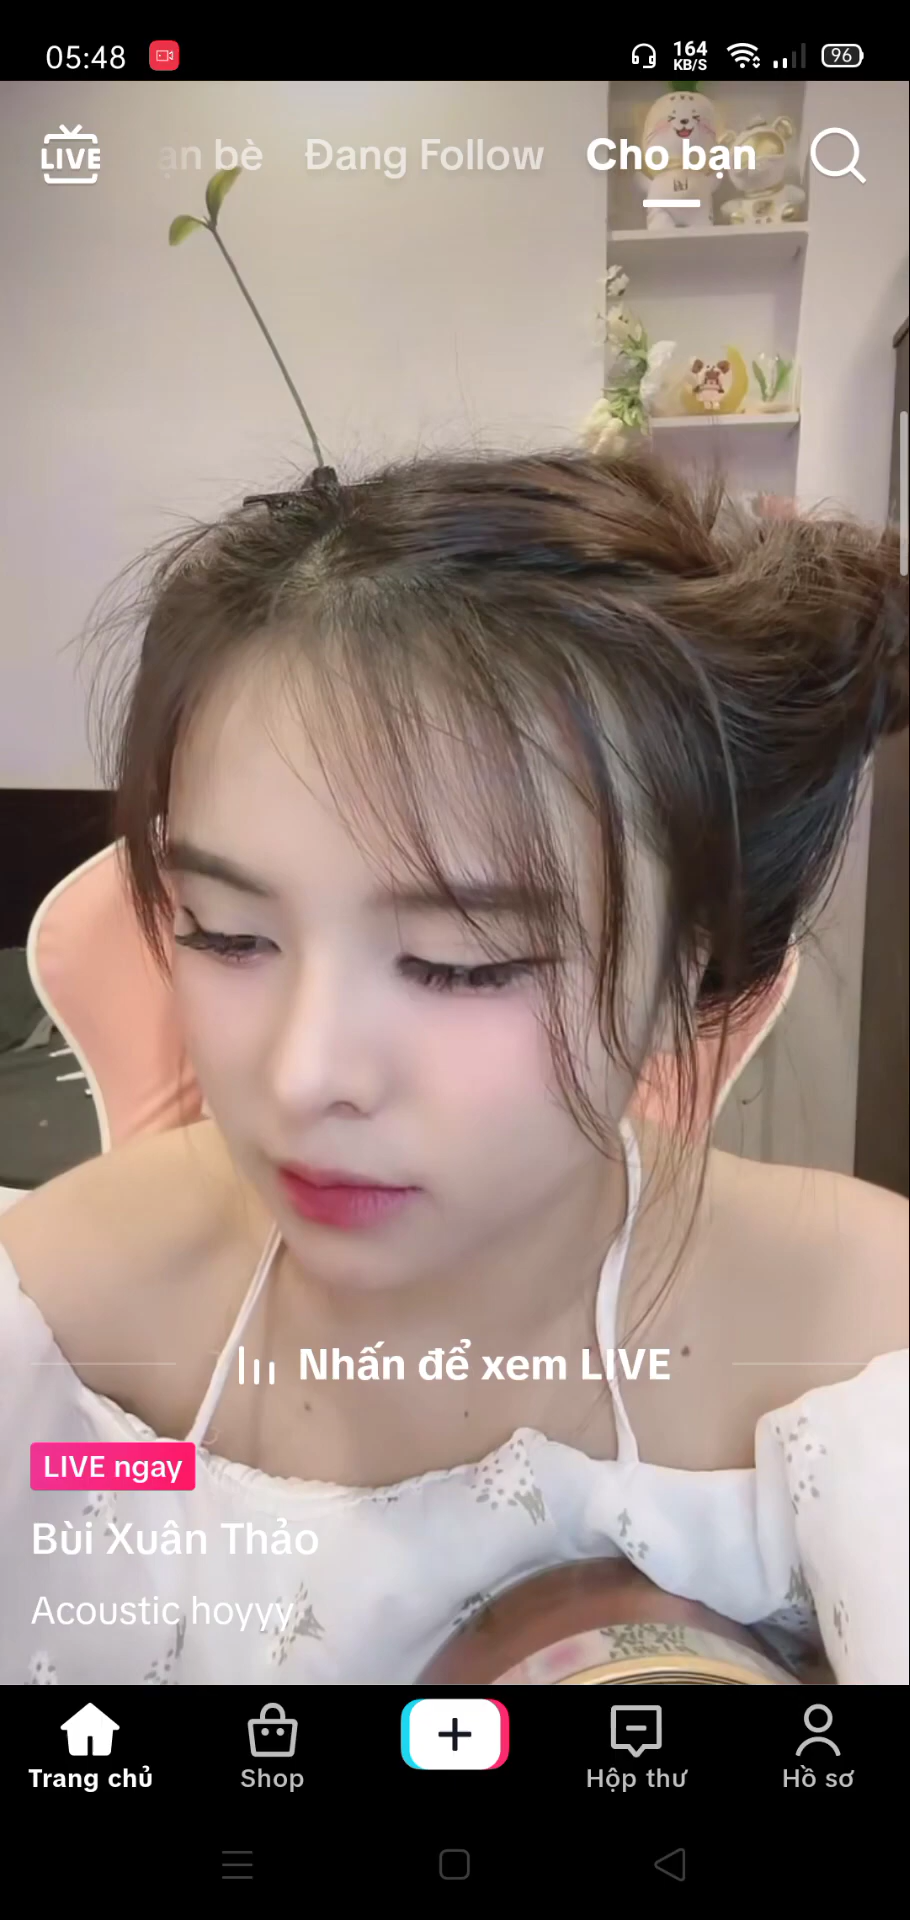 05:48
164
KB/S
96
LIVE
ạn bè
Đang Follow
Cho bạn
Nhấn để xem LIVE
LIVE ngay
Bùi Xuân Thảo
Acoustic hoyyy
Trang chủ
Shop
Hộp thư
Hồ sơ